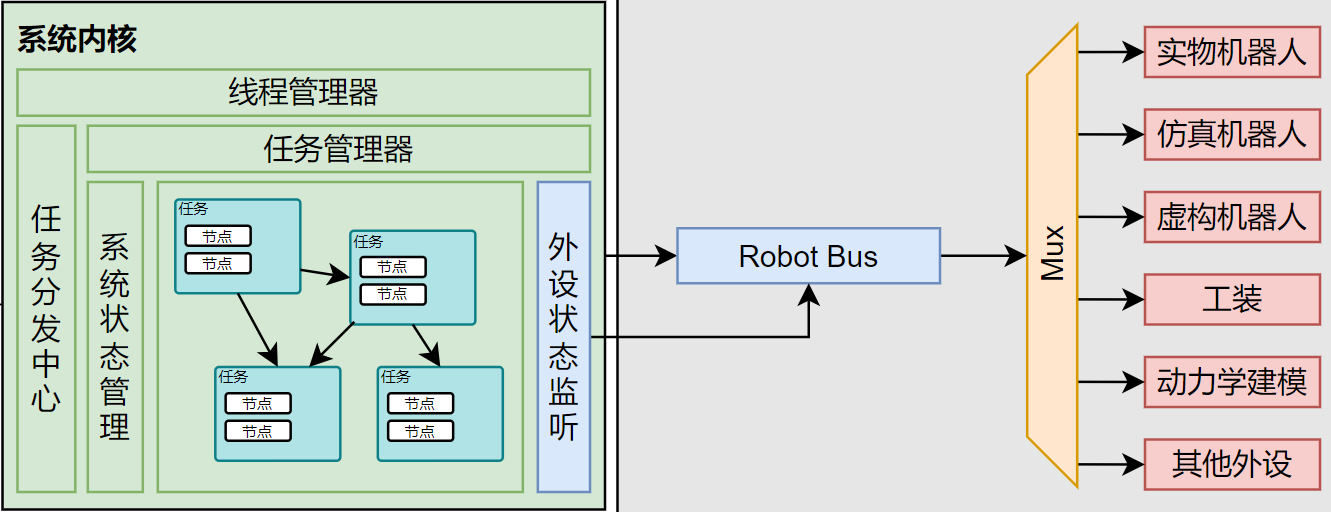 系统内核
线程管理器
任务管理器
任务分发中心
系统状态管理
任务
节点
节点
任务
节点
节点
任务
节点
节点
任务
节点
节点
外设状态监听
Robot Bus
Mux
实物机器人
仿真机器人
虚构机器人
工装
动力学建模
其他外设